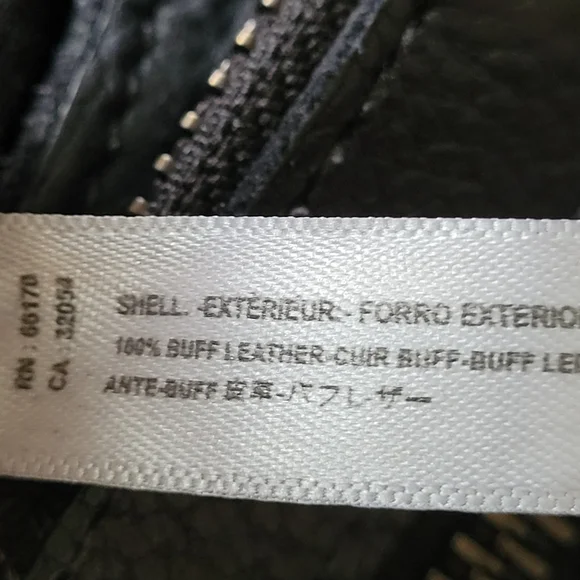 RN : 66170
CA 32054
SHELL. -EXTERIEUR:- FORRO EXTERIO
100% BUFF LEATHER-CUIR BUFF-BUFF LE
ANTE-BUFF 皮革-バフレザー